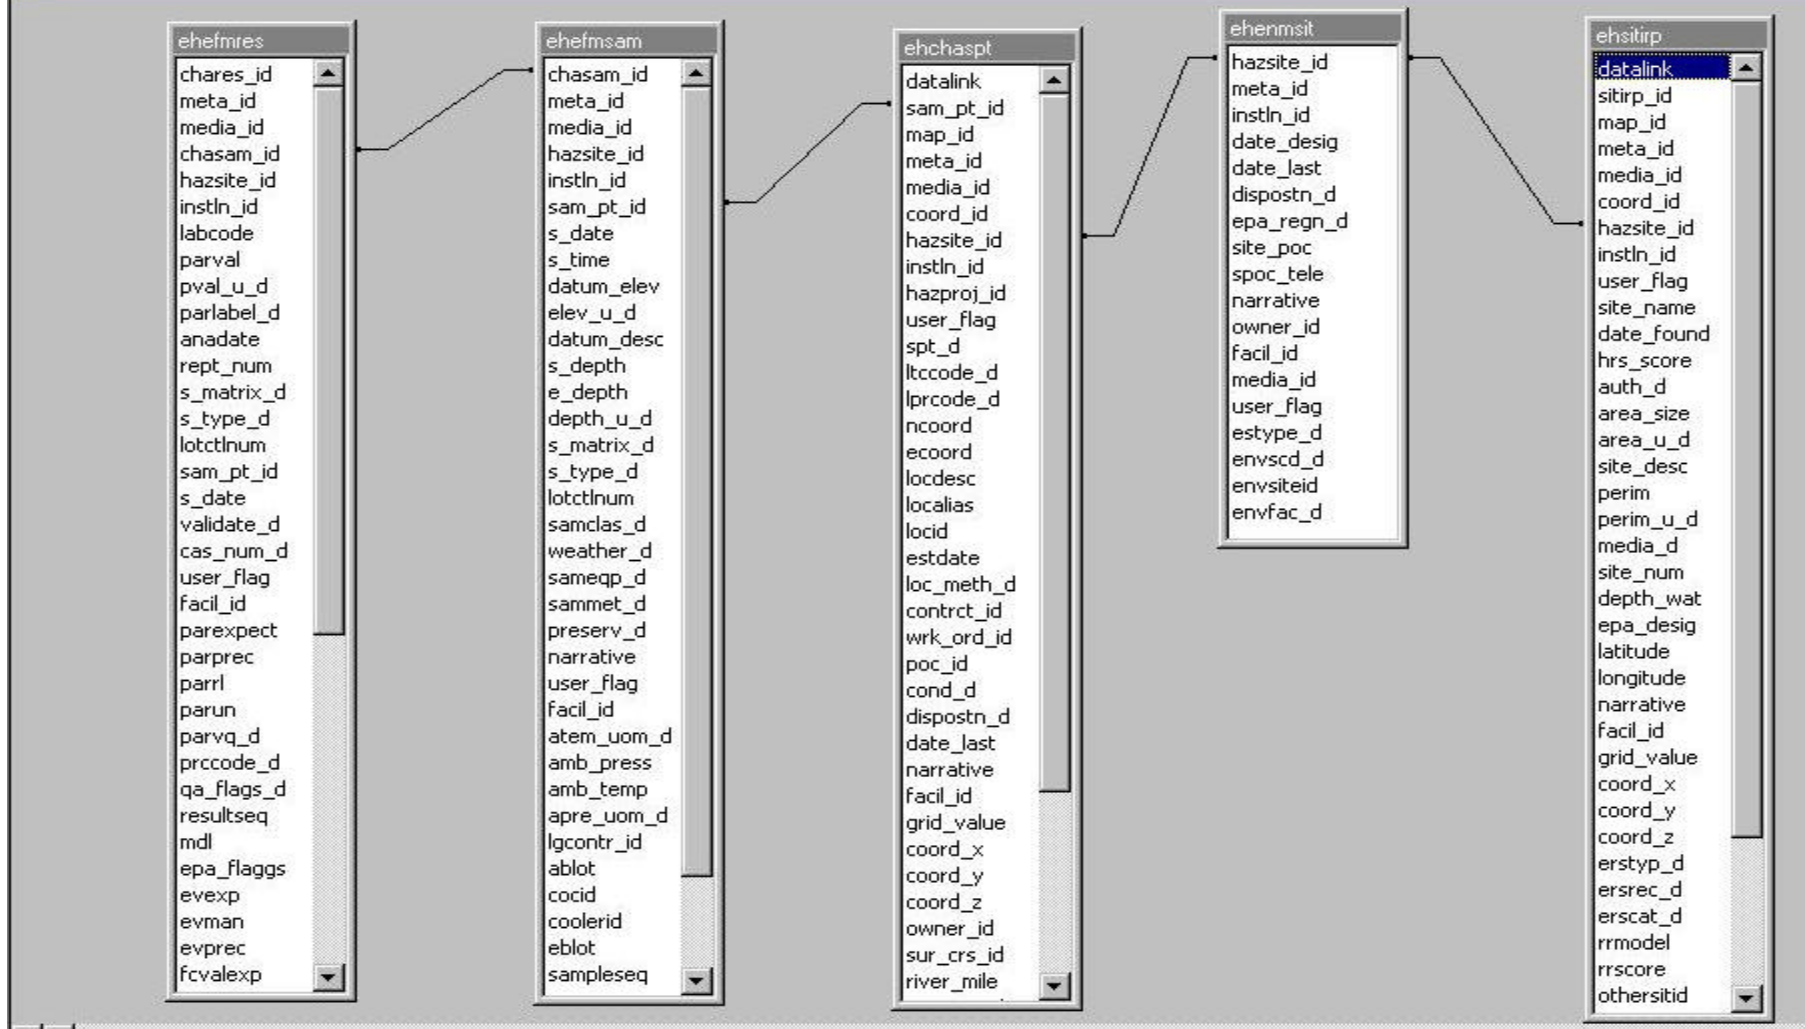 ehefmres
chares_id
meta_id
media_id
chasam_id
hazsite_id
instln_id
labcode
parval
pval_u_d
parlabel_d
anadate
rept_num
s_matrix_d
s_type_d
lotctlnum
sam_pt_id
s_date
validate_d
cas_num_d
user_flag
facil_id
parexpect
parprec
parrl
parun
parvq_d
prccode_d
qa_flags_d
resultseq
mdl
epa_flaggs
evexp
evman
evprec
fcvalexp
ehefmsam
chasam_id
meta_id
media_id
hazsite_id
instln_id
sam_pt_id
s_date
s_time
datum_elev
elev_u_d
datum_desc
s_depth
e_depth
depth_u_d
s_matrix_d
s_type_d
lotctlnum
samclas_d
weather_d
sameqp_d
sammet_d
preserv_d
narrative
user_flag
facil_id
atem_uom_d
amb_press
amb_temp
apre_uom_d
lgcontr_id
ablot
cocid
coolerid
eblot
sampleseq
ehchaspt
datalink
sam_pt_id
map_id
meta_id
media_id
coord_id
hazsite_id
instln_id
hazproj_id
user_flag
spt_d
ltccode_d
lprcode_d
ncoord
ecoord
locdesc
localias
locid
estdate
loc_meth_d
contrct_id
wrk_ord_id
poc_id
cond_d
dispostn_d
date_last
narrative
facil_id
grid_value
coord_x
coord_y
coord_z
owner_id
sur_crs_id
river_mile
ehenmsit
hazsite_id
meta_id
instln_id
date_desig
date_last
dispostn_d
epa_regn_d
site_poc
spoc_tele
narrative
owner_id
facil_id
media_id
user_flag
estype_d
envscd_d
envsiteid
envfac_d
ehsitirp
datalink
sitirp_id
map_id
meta_id
media_id
coord_id
hazsite_id
instln_id
user_flag
site_name
date_found
hrs_score
auth_d
area_size
area_u_d
site_desc
perim
perim_u_d
media_d
site_num
depth_wat
epa_desig
latitude
longitude
narrative
facil_id
grid_value
coord_x
coord_y
coord_z
erstyp_d
ersrec_d
erscat_d
rrmodel
rrscore
othersitid